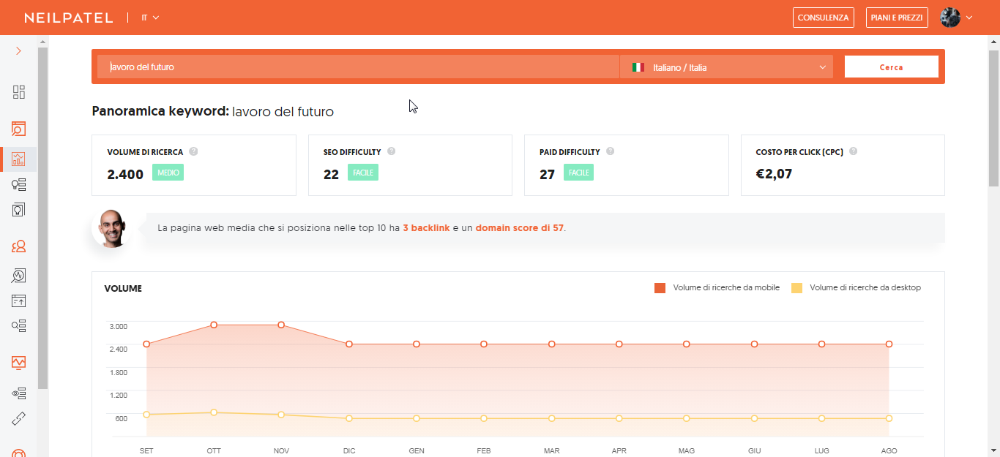 NEILPATEL
IT
CONSULENZA
PIANI E PREZZI
lavoro del futuro
Italiano / Italia
Cerca
Panoramica keyword: lavoro del futuro
VOLUME DI RICERCA ?
2.400 MEDIO
SEO DIFFICULTY ?
22 FACILE
PAID DIFFICULTY ?
27 FACILE
COSTO PER CLICK (CPC) ?
€2,07
La pagina web media che si posiziona nelle top 10 ha 3 backlink e un domain score di 57.
VOLUME
Volume di ricerche da mobile
Volume di ricerche da desktop
3.000
2.400
1.800
1.200
600
SET OTT NOV DIC GEN FEB MAR APR MAG GIU LUG AGO